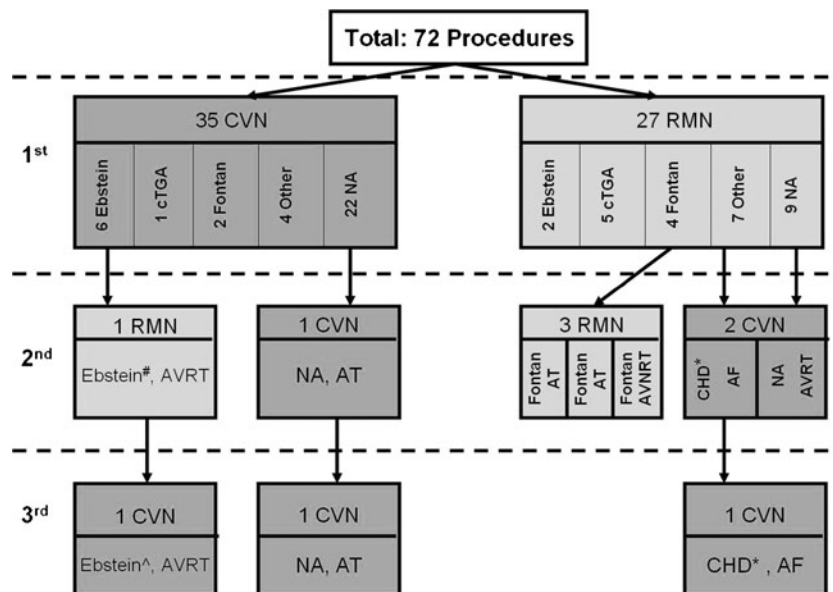 Total: 72 Procedures
1st
35 CVN
6 Ebstein
1 cTGA
2 Fontan
4 Other
22 NA
27 RMN
2 Ebstein
5 cTGA
4 Fontan
7 Other
9 NA
2nd
1 RMN
Ebstein#, AVRT
1 CVN
NA, AT
3 RMN
Fontan
AT
Fontan
AT
Fontan
AVNRT
2 CVN
CHD*
AF
NA
AVRT
3rd
1 CVN
Ebstein^, AVRT
1 CVN
NA, AT
1 CVN
CHD* , AF